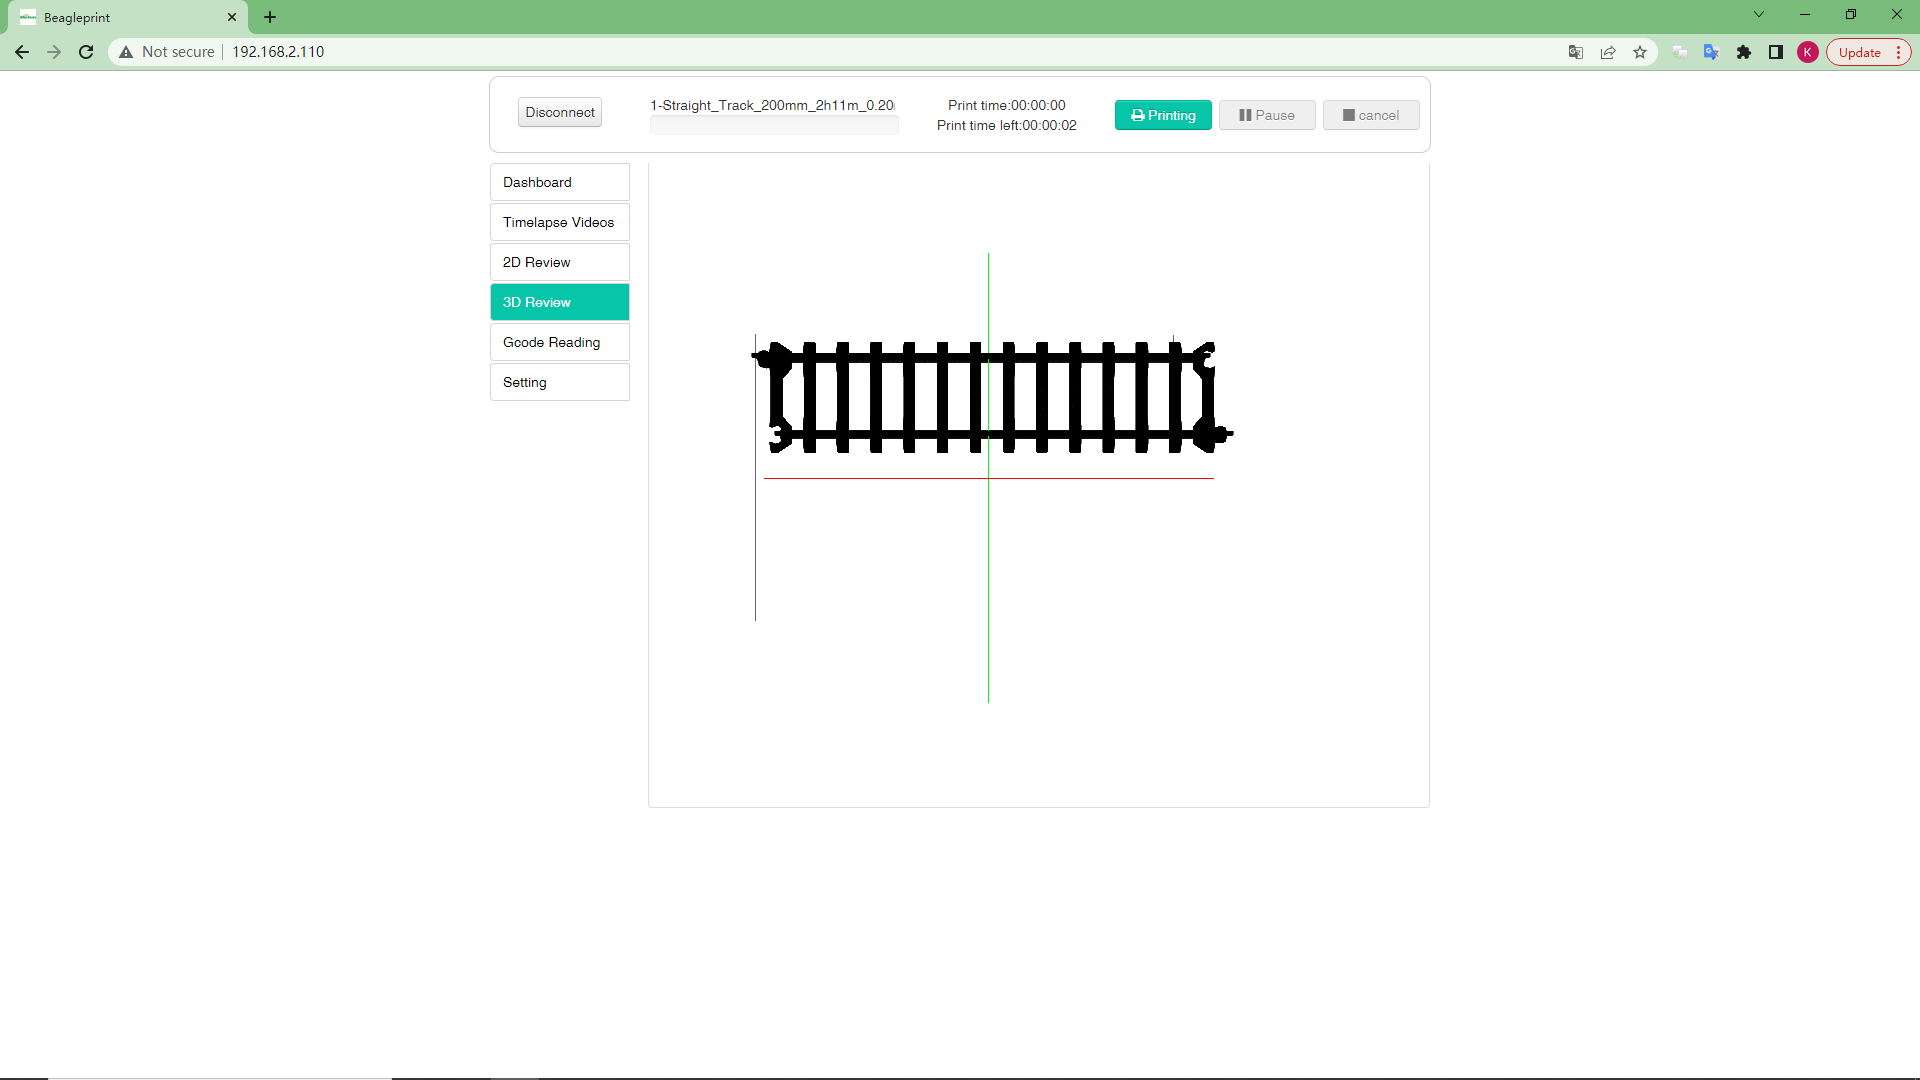 Beagleprint
Not secure 192.168.2.110
K
Update
Disconnect
1-Straight_Track_200mm_2h11m_0.20
Print time:00:00:00
Print time left:00:00:02
Printing
Pause
cancel
Dashboard
Timelapse Videos
2D Review
3D Review
Gcode Reading
Setting